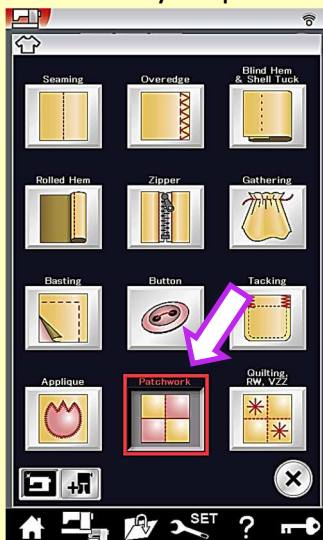 Seaming Overedge Blind Hem
& Shell Tuck
Rolled Hem Zipper Gathering
Basting Button Tacking
Applique Patchwork Quilting,
RW, VZZ
SET ?